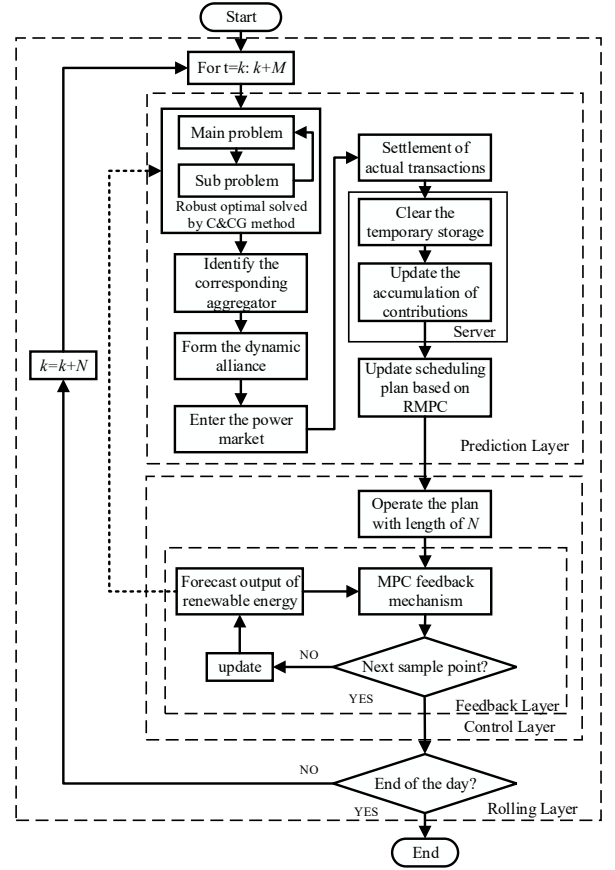 Start
For t=k: k+M
Main problem
Sub problem
Robust optimal solved
by C&CG method
Identify the
corresponding
aggregator
Form the dynamic
alliance
Enter the power
market
Settlement of
actual transactions
Clear the
temporary storage
Update the
accumulation of
contributions
Server
Update scheduling
plan based on
RMPC
Prediction Layer
k=k+N
Operate the plan
with length of N
Forecast output of
renewable energy
MPC feedback
mechanism
update
NO
Next sample point?
YES
Feedback Layer
Control Layer
NO
End of the day?
YES
Rolling Layer
End